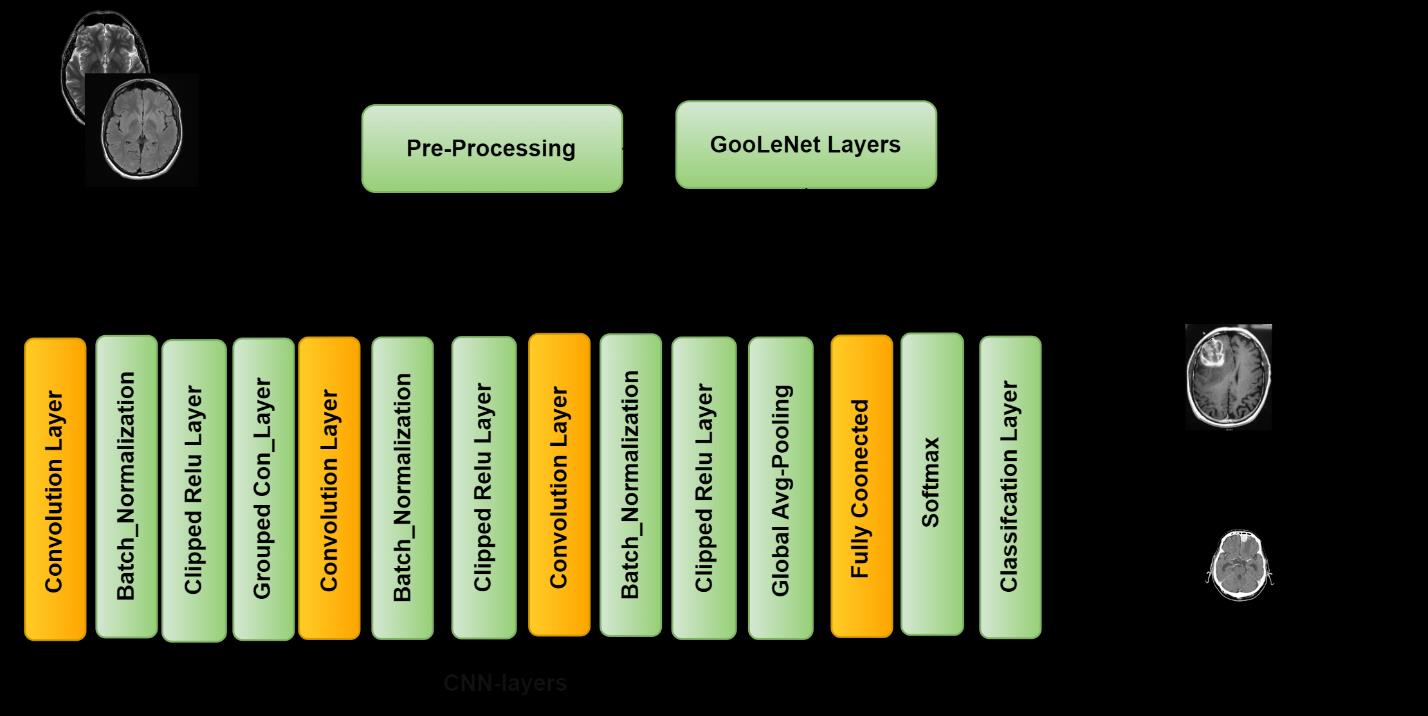 Pre-Processing
GooLeNet Layers
Convolution Layer
Batch_Normalization
Clipped Relu Layer
Grouped Con_Layer
Convolution Layer
Batch_Normalization
Clipped Relu Layer
Convolution Layer
Batch_Normalization
Clipped Relu Layer
Global Avg-Pooling
Fully Coonected
Softmax
Classifcation Layer
CNN-layers